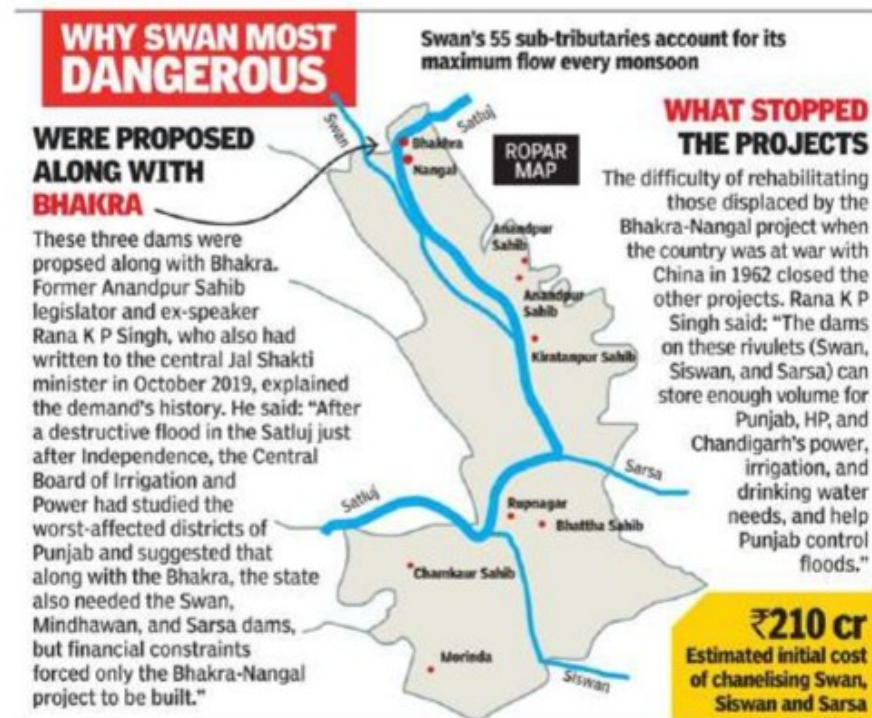 WHY SWAN MOST
DANGEROUS
Swan's 55 sub-tributaries account for its
maximum flow every monsoon
WERE PROPOSED
ALONG WITH
BHAKRA
These three dams were
propsed along with Bhakra.
Former Anandpur Sahib
legislator and ex-speaker
Rana K P Singh, who also had
written to the central Jal Shakti
minister in October 2019, explained
the demand's history. He said: “After
a destructive flood in the Satluj just
after Independence, the Central
Board of Irrigation and
Power had studied the
worst-affected districts of
Punjab and suggested that
along with the Bhakra, the state
also needed the Swan,
Mindhawan, and Sarsa dams,
but financial constraints
forced only the Bhakra-Nangal
project to be built.”
Swan
Satluj
Bhakhra
Nangal
ROPAR
MAP
Anandpur
Sahib
Anandpur
Sahib
Kiratanpur Sahib
Sarsa
Satluj
Rupnagar
Bhattha Sahib
Chamkaur Sahib
Morinda
Siswan
WHAT STOPPED
THE PROJECTS
The difficulty of rehabilitating
those displaced by the
Bhakra-Nangal project when
the country was at war with
China in 1962 closed the
other projects. Rana K P
Singh said: “The dams
on these rivulets (Swan,
Siswan, and Sarsa) can
store enough volume for
Punjab, HP, and
Chandigarh's power,
irrigation, and
drinking water
needs, and help
Punjab control
floods.”
₹210 cr
Estimated initial cost
of chanelising Swan,
Siswan and Sarsa